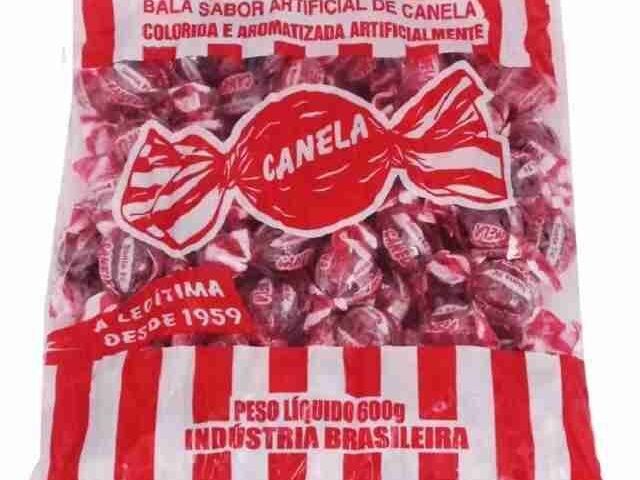 BALA SABOR ARTIFICIAL DE CANELA
COLORIDA E AROMATIZADA ARTIFICIALMENTE
CANELA
A LEGÍTIMA
DESDE 1959
PESO LÍQUIDO 600g
INDÚSTRIA BRASILEIRA